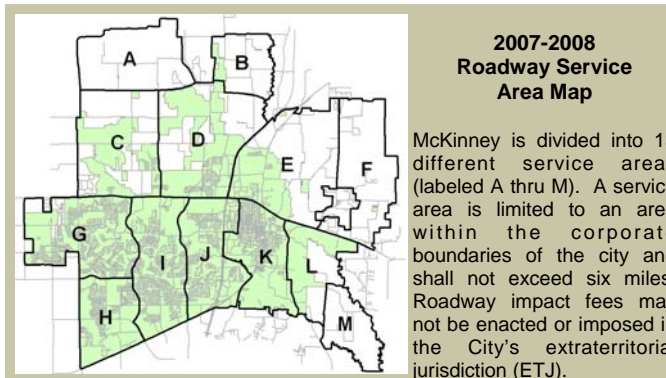 A
B
C
D
E
F
G
H
I
J
K
L
M
2007-2008
Roadway Service
Area Map
McKinney is divided into 1
different service area
(labeled A thru M). A servic
area is limited to an are
within the corporat
boundaries of the city an
shall not exceed six miles
Roadway impact fees ma
not be enacted or imposed i
the City's extraterritoria
jurisdiction (ETJ).